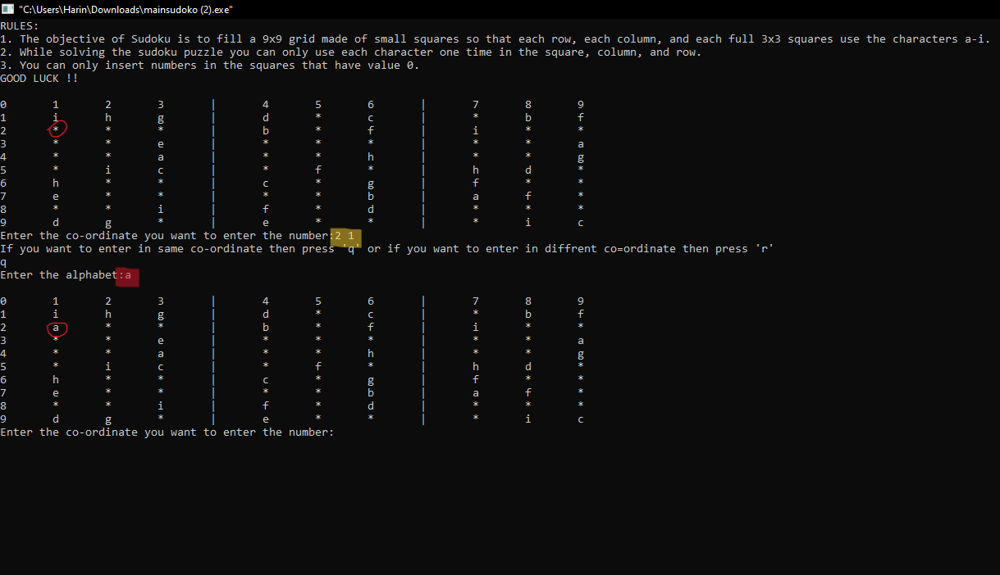 "C:\Users\Harin\Downloads\mainsudoko (2).exe"
RULES:
1. The objective of Sudoku is to fill a 9x9 grid made of small squares so that each row, each column, and each full 3x3 squares use the characters a-i.
2. While solving the sudoku puzzle you can only use each character one time in the square, column, and row.
3. You can only insert numbers in the squares that have value 0.
GOOD LUCK !!
0 1 2 3 | 4 5 6 | 7 8 9
1 i h g | d * c | * b f
2 * * * | b * f | i * *
3 * * e | * * * | * * a
4 * * a | * * h | * * g
5 * i c | * f * | h d *
6 h * * | c * g | f * *
7 e * * | * * b | a f *
8 * * i | f * d | * * *
9 d g * | e * * | * i c
Enter the co-ordinate you want to enter the number:2 1
If you want to enter in same co-ordinate then press 'q' or if you want to enter in diffrent co=ordinate then press 'r'
q
Enter the alphabet:a
0 1 2 3 | 4 5 6 | 7 8 9
1 i h g | d * c | * b f
2 a * * | b * f | i * *
3 * * e | * * * | * * a
4 * * a | * * h | * * g
5 * i c | * f * | h d *
6 h * * | c * g | f * *
7 e * * | * * b | a f *
8 * * i | f * d | * * *
9 d g * | e * * | * i c
Enter the co-ordinate you want to enter the number: